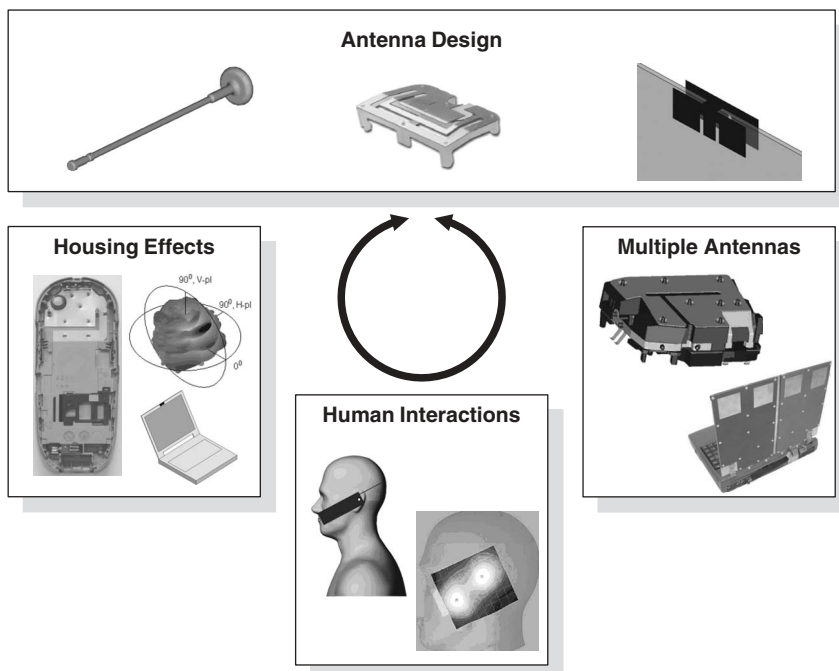 Antenna Design
Housing Effects
90⁰, V-pl
90⁰, H-pl
0⁰
Multiple Antennas
Human Interactions